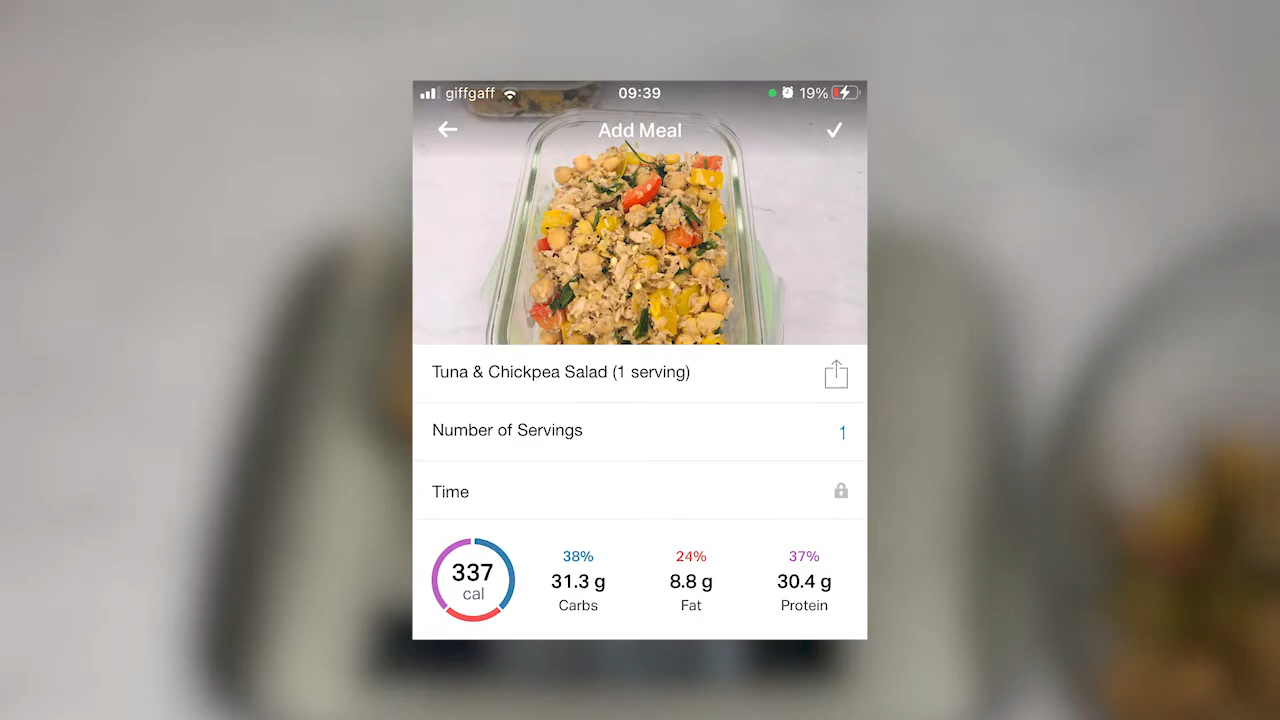 giffgaff 09:39 19%
Add Meal
Tuna & Chickpea Salad (1 serving)
Number of Servings 1
Time
337 cal
38% 24% 37%
31.3 g 8.8 g 30.4 g
Carbs Fat Protein